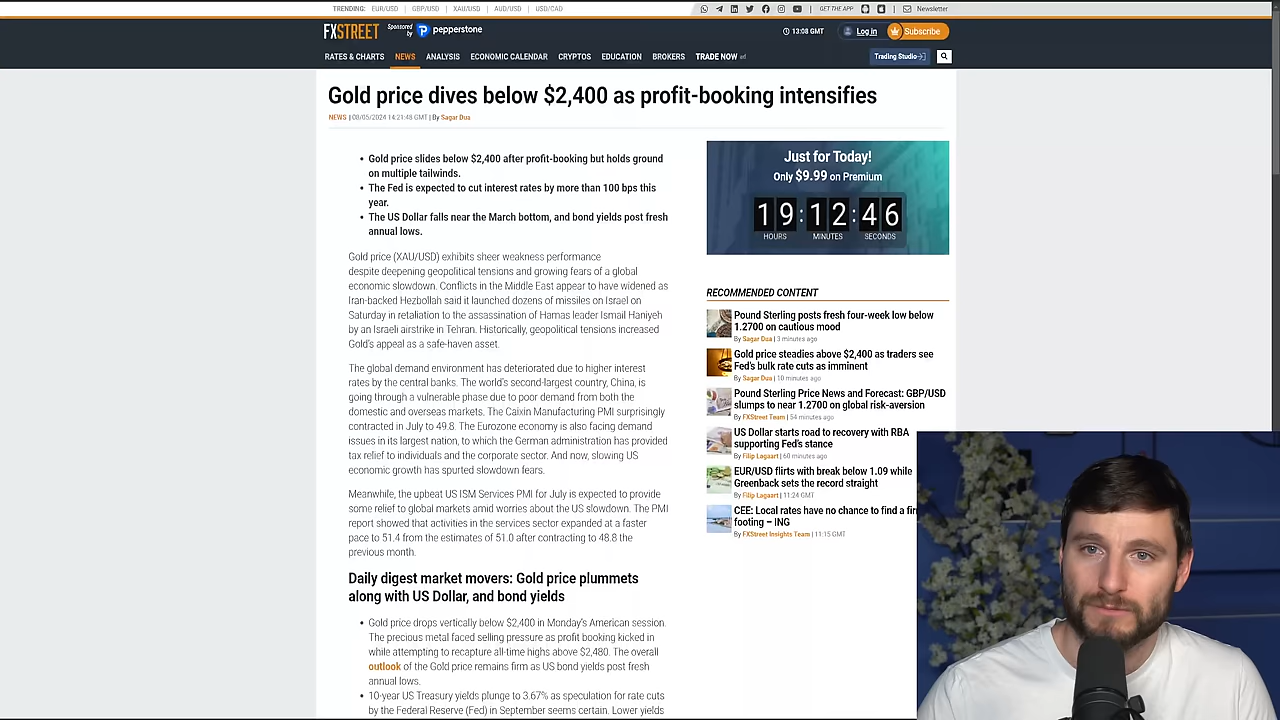 TRENDING: EUR/USD | GBP/USD | XAU/USD | AUD/USD | USD/CAD
GET THE APP
Newsletter
FXSTREET Sponsored by pepperstone
13:08 GMT
Log in
Subscribe
RATES & CHARTS NEWS ANALYSIS ECONOMIC CALENDAR CRYPTOS EDUCATION BROKERS TRADE NOW
Trading Studio
Gold price dives below $2,400 as profit-booking intensifies
NEWS | 08/05/2024 14:21:48 GMT | By Sagar Dua
• Gold price slides below $2,400 after profit-booking but holds ground
on multiple tailwinds.
• The Fed is expected to cut interest rates by more than 100 bps this
year.
• The US Dollar falls near the March bottom, and bond yields post fresh
annual lows.
Gold price (XAU/USD) exhibits sheer weakness performance
despite deepening geopolitical tensions and growing fears of a global
economic slowdown. Conflicts in the Middle East appear to have widened as
Iran-backed Hezbollah said it launched dozens of missiles on Israel on
Saturday in retaliation to the assassination of Hamas leader Ismail Haniyeh
by an Israeli airstrike in Tehran. Historically, geopolitical tensions increased
Gold's appeal as a safe-haven asset.
The global demand environment has deteriorated due to higher interest
rates by the central banks. The world's second-largest country, China, is
going through a vulnerable phase due to poor demand from both the
domestic and overseas markets. The Caixin Manufacturing PMI surprisingly
contracted in July to 49.8. The Eurozone economy is also facing demand
issues in its largest nation, to which the German administration has provided
tax relief to individuals and the corporate sector. And now, slowing US
economic growth has spurted slowdown fears.
Meanwhile, the upbeat US ISM Services PMI for July is expected to provide
some relief to global markets amid worries about the US slowdown. The PMI
report showed that activities in the services sector expanded at a faster
pace to 51.4 from the estimates of 51.0 after contracting to 48.8 the
previous month.
Daily digest market movers: Gold price plummets
along with US Dollar, and bond yields
• Gold price drops vertically below $2,400 in Monday's American session.
The precious metal faced selling pressure as profit booking kicked in
while attempting to recapture all-time highs above $2,480. The overall
outlook of the Gold price remains firm as US bond yields post fresh
annual lows.
• 10-year US Treasury yields plunge to 3.67% as speculation for rate cuts
by the Federal Reserve (Fed) in September seems certain. Lower yields
Just for Today!
Only $9.99 on Premium
19:12:46
HOURS MINUTES SECONDS
RECOMMENDED CONTENT
Pound Sterling posts fresh four-week low below
1.2700 on cautious mood
By Sagar Dua | 3 minutes ago
Gold price steadies above $2,400 as traders see
Fed's bulk rate cuts as imminent
By Sagar Dua | 10 minutes ago
Pound Sterling Price News and Forecast: GBP/USD
slumps to near 1.2700 on global risk-aversion
By FXStreet Team | 54 minutes ago
US Dollar starts road to recovery with RBA
supporting Fed's stance
By Filip Lagaart | 60 minutes ago
EUR/USD flirts with break below 1.09 while
Greenback sets the record straight
By Filip Lagaart | 11:24 GMT
CEE: Local rates have no chance to find a
footing – ING
By FXStreet Insights Team | 11:15 GMT